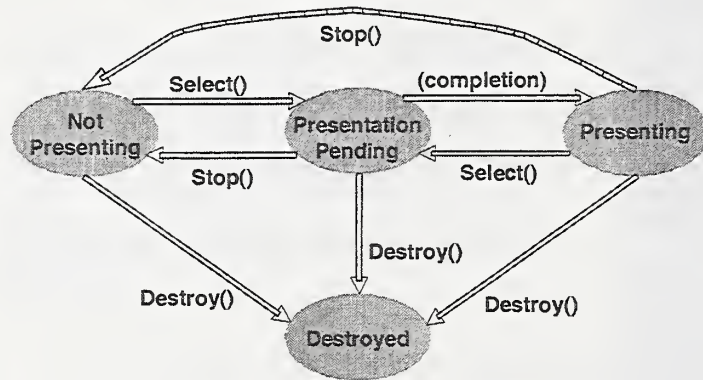 Stop()
Select()
(completion)
Not
Presenting
Presentation
Pending
Presenting
Stop()
Select()
Destroy()
Destroy()
Destroy()
Destroyed